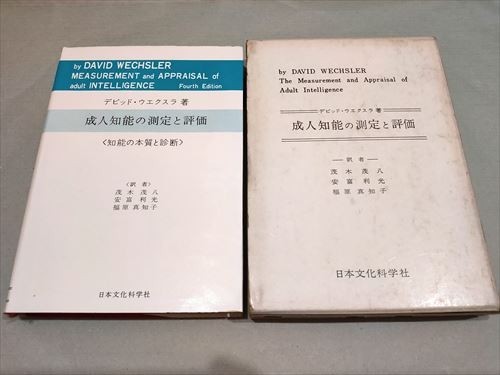 by DAVID WECHSLER
MEASUREMENT and APPRAISAL of
adult INTELLIGENCE Fourth Edition
デビッド・ウエクスラ 著
成人知能の測定と評価
〈知能の本質と診断〉
〈訳者〉
茂木茂八
安富利光
福原真知子
日本文化科学社
by DAVID WECHSLER
The Measurement and Appraisal of
Adult Intelligence
デビッド・ウエクスラ 著
成人知能の測定と評価
― 訳者 ―
茂木茂八
安富利光
福原真知子
日本文化科学社